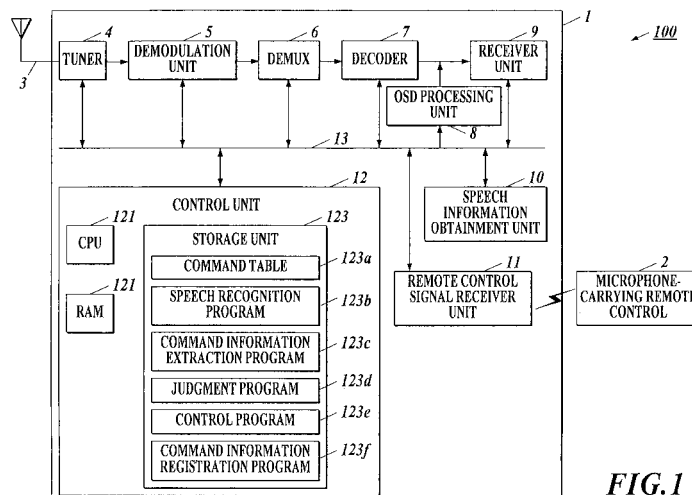 4
5
6
7
9
1
100
TUNER
DEMODULATION
UNIT
DEMUX
DECODER
RECEIVER
UNIT
3
OSD PROCESSING
UNIT
8
13
12
10
CONTROL UNIT
SPEECH
INFORMATION
OBTAINMENT UNIT
121
CPU
123
STORAGE UNIT
COMMAND TABLE
123a
11
2
REMOTE CONTROL
SIGNAL RECEIVER
UNIT
MICROPHONE-
CARRYING REMOTE
CONTROL
121
RAM
SPEECH RECOGNITION
PROGRAM
123b
COMMAND INFORMATION
EXTRACTION PROGRAM
123c
JUDGMENT PROGRAM
123d
CONTROL PROGRAM
123e
COMMAND INFORMATION
REGISTRATION PROGRAM
123f
FIG.1